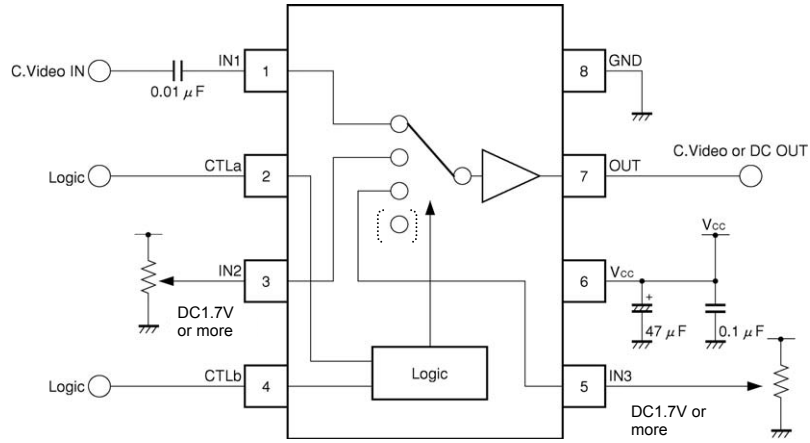 C.Video IN
0.01 μF
IN1
1
8
GND
Logic
CTLa
2
7
OUT
C.Video or DC OUT
IN2
3
DC1.7V
or more
6
Vcc
Vcc
+
47 μF
0.1 μF
Logic
CTLb
4
Logic
5
IN3
DC1.7V or
more